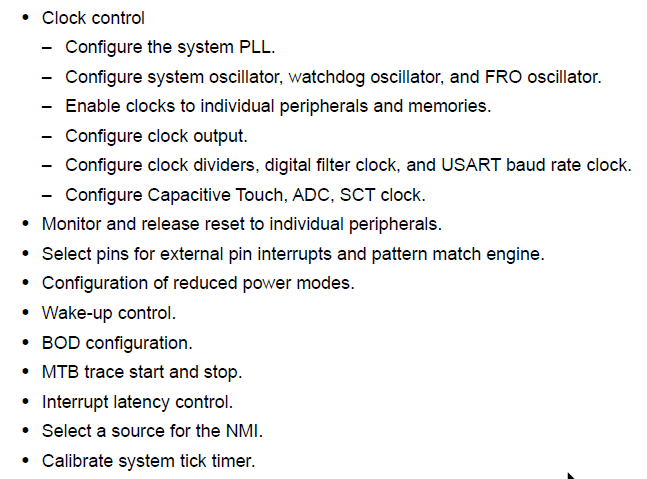 • Clock control
– Configure the system PLL.
– Configure system oscillator, watchdog oscillator, and FRO oscillator.
– Enable clocks to individual peripherals and memories.
– Configure clock output.
– Configure clock dividers, digital filter clock, and USART baud rate clock.
– Configure Capacitive Touch, ADC, SCT clock.
• Monitor and release reset to individual peripherals.
• Select pins for external pin interrupts and pattern match engine.
• Configuration of reduced power modes.
• Wake-up control.
• BOD configuration.
• MTB trace start and stop.
• Interrupt latency control.
• Select a source for the NMI.
• Calibrate system tick timer.